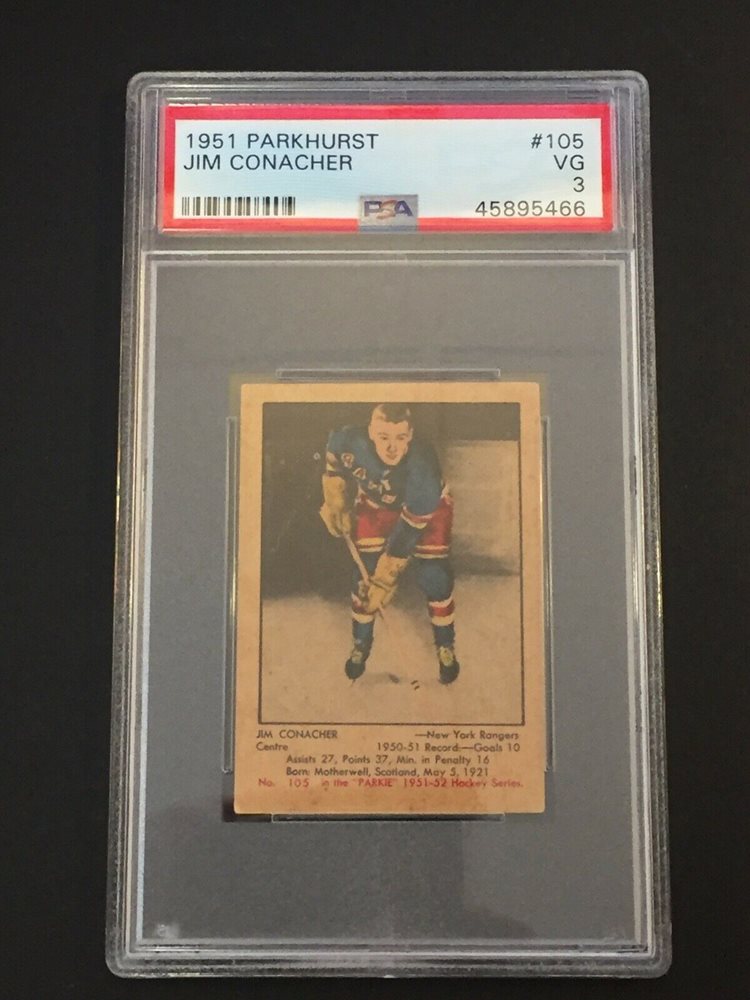 1951 PARKHURST #105
JIM CONACHER VG
3
PSA 45895466
JIM CONACHER —New York Rangers
Centre 1950-51 Record:—Goals 10
Assists 27, Points 37, Min. in Penalty 16
Born: Motherwell, Scotland, May 5, 1921
No. 105 in the "PARKIE" 1951-52 Hockey Series.